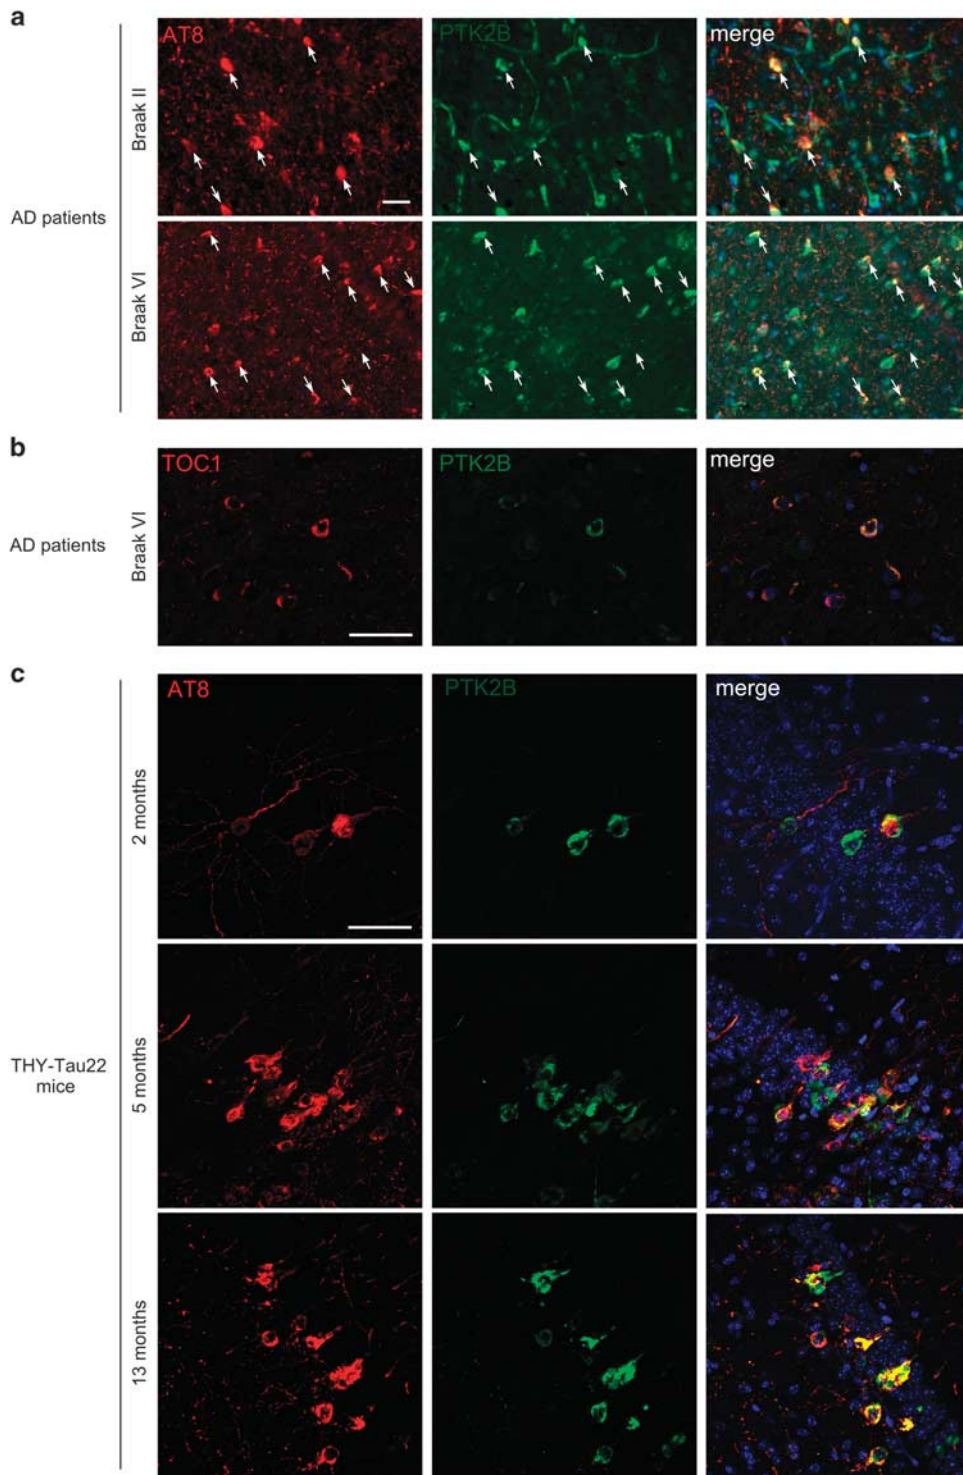 a
AT8
PTK2B
merge
Braak II
AD patients
Braak VI
b
TOC1
PTK2B
merge
AD patients
Braak VI
c
AT8
PTK2B
merge
2 months
THY-Tau22
mice
5 months
13 months